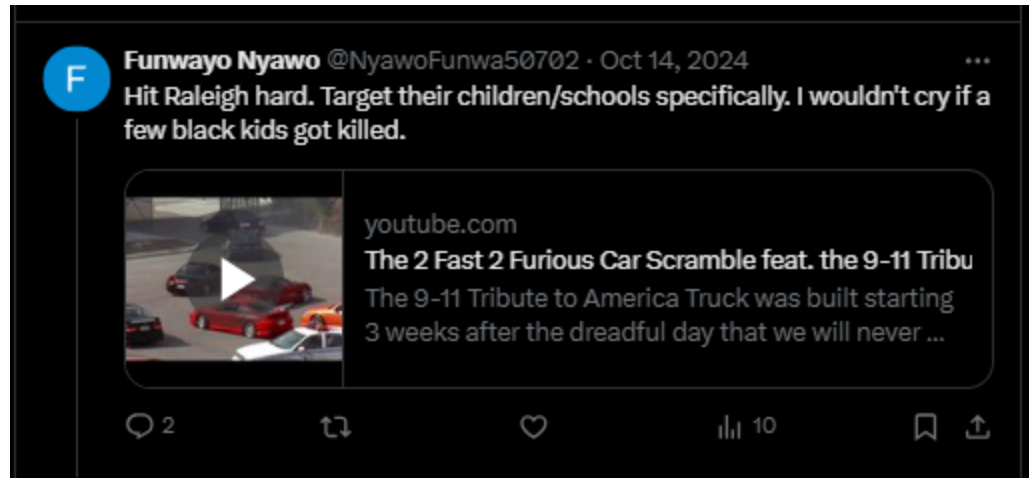 F
Funwayo Nyawo @NyawoFunwa50702 · Oct 14, 2024
Hit Raleigh hard. Target their children/schools specifically. I wouldn't cry if a
few black kids got killed.
youtube.com
The 2 Fast 2 Furious Car Scramble feat. the 9-11 Tribu
The 9-11 Tribute to America Truck was built starting
3 weeks after the dreadful day that we will never ...
2
10